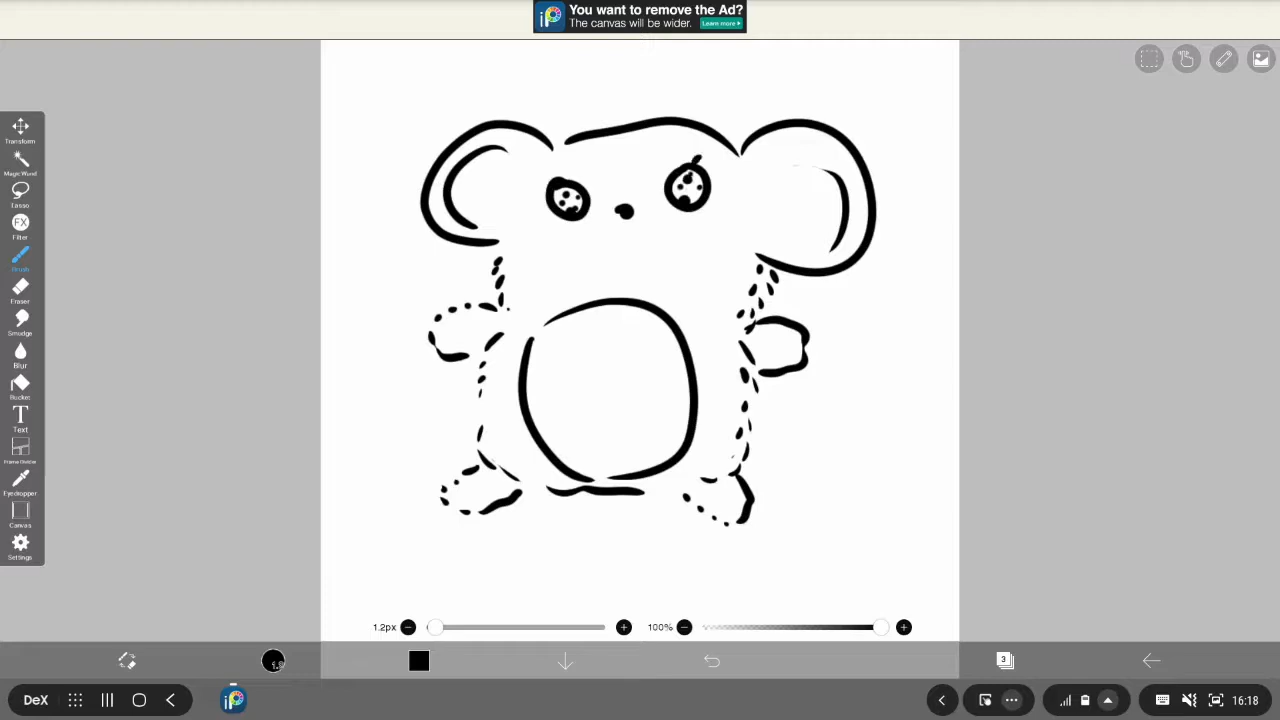 You want to remove the Ad?
The canvas will be wider.
Learn more
Transform
Magic Wand
Lasso
FX
Filter
Brush
Eraser
Smudge
Blur
Bucket
T
Text
Frame Divider
Eyedropper
Canvas
Settings
1.2px
100%
3
DeX
16:18